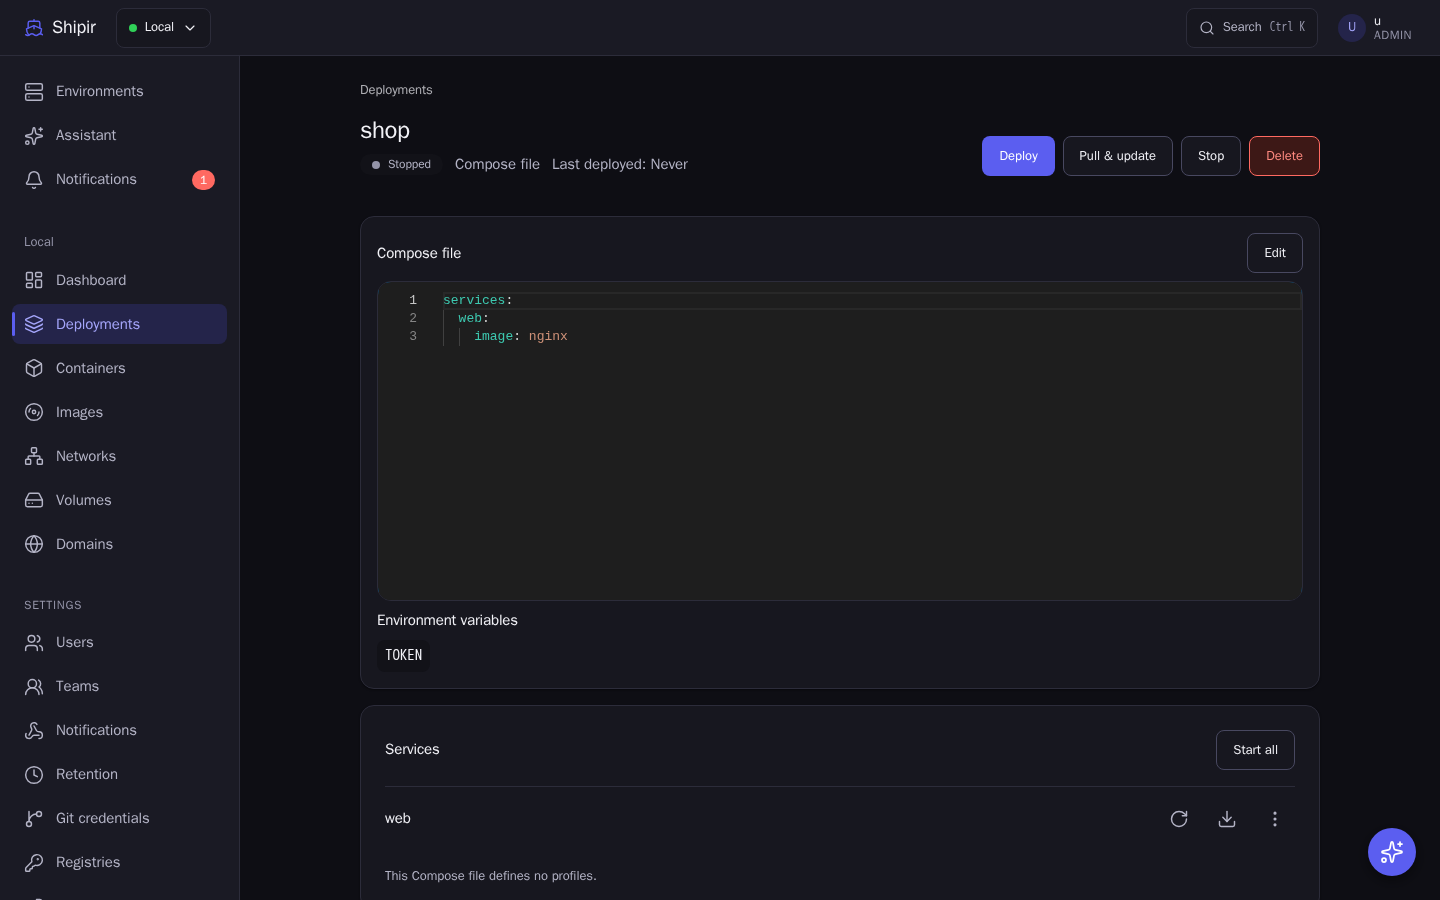 Shipir
Local
Search Ctrl K
U
u
ADMIN
Environments
Assistant
Notifications 1
Local
Dashboard
Deployments
Containers
Images
Networks
Volumes
Domains
SETTINGS
Users
Teams
Notifications
Retention
Git credentials
Registries
Deployments
shop
Stopped Compose file Last deployed: Never
Deploy Pull & update Stop Delete
Compose file
Edit
1 services:
2 web:
3 image: nginx
Environment variables
TOKEN
Services
Start all
web
This Compose file defines no profiles.